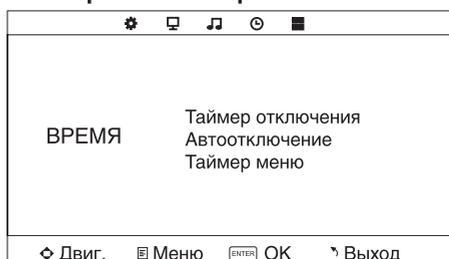 ВРЕМЯ
Таймер отключения
Автоотключение
Таймер меню
Двиг. Меню ENTER OK Выход